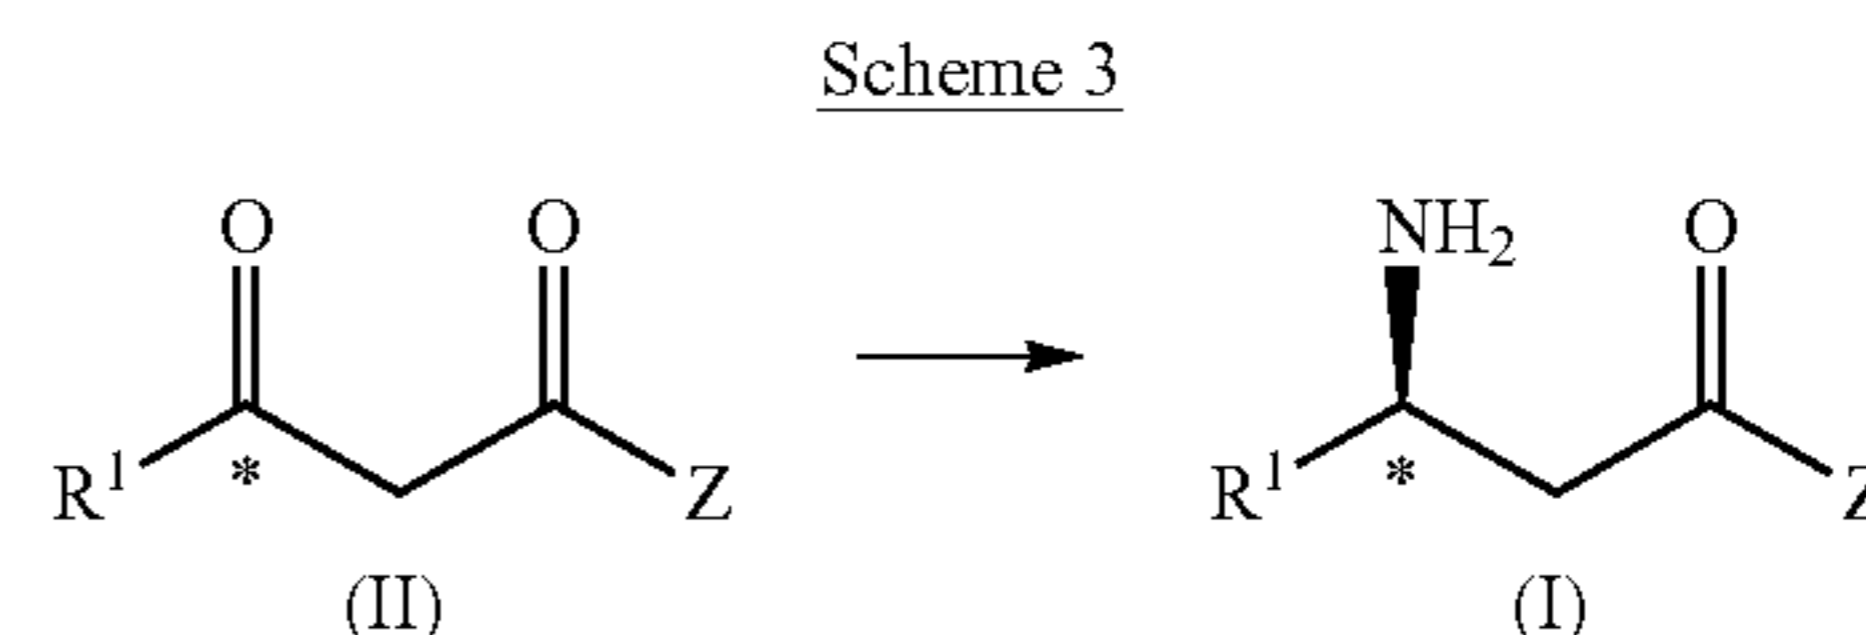 Scheme 3
O O NH₂ O
R¹ * Z R¹ * Z
(II) (I)